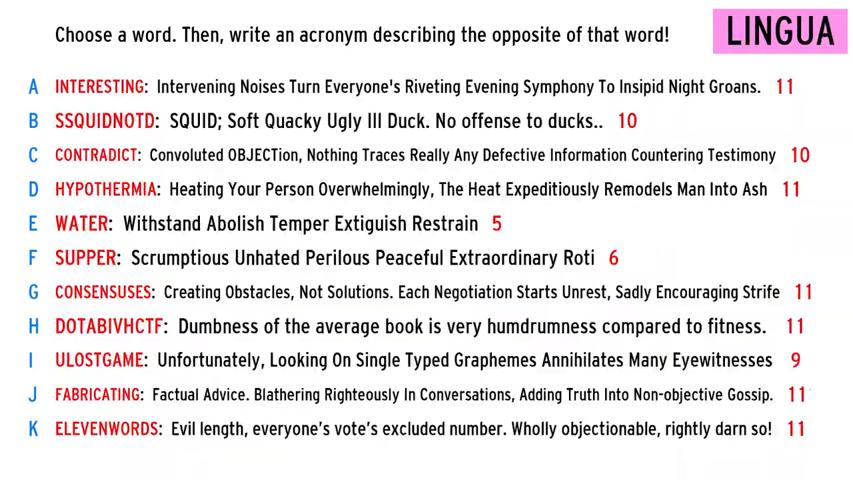 Choose a word. Then, write an acronym describing the opposite of that word!
LINGUA
A INTERESTING: Intervening Noises Turn Everyone's Riveting Evening Symphony To Insipid Night Groans. 11
B SSQUIDNOTD: SQUID; Soft Quacky Ugly Ill Duck. No offense to ducks.. 10
C CONTRADICT: Convoluted OBJECTion, Nothing Traces Really Any Defective Information Countering Testimony 10
D HYPOTHERMIA: Heating Your Person Overwhelmingly, The Heat Expeditiously Remodels Man Into Ash 11
E WATER: Withstand Abolish Temper Extiguish Restrain 5
F SUPPER: Scrumptious Unhated Perilous Peaceful Extraordinary Roti 6
G CONSENSUSES: Creating Obstacles, Not Solutions. Each Negotiation Starts Unrest, Sadly Encouraging Strife 11
H DOTABIVHCTF: Dumbness of the average book is very humdrumness compared to fitness. 11
I ULOSTGAME: Unfortunately, Looking On Single Typed Graphemes Annihilates Many Eyewitnesses 9
J FABRICATING: Factual Advice. Blathering Righteously In Conversations, Adding Truth Into Non-objective Gossip. 11
K ELEVENWORDS: Evil length, everyone's vote's excluded number. Wholly objectionable, rightly darn so! 11